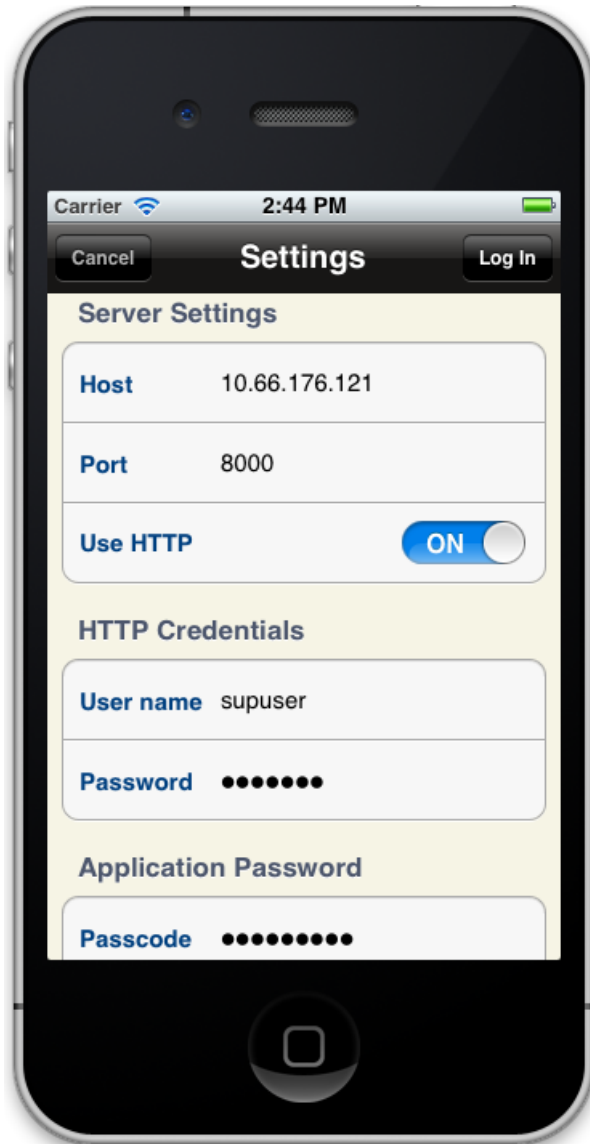 Carrier 2:44 PM
Cancel Settings Log In
Server Settings
Host 10.66.176.121
Port 8000
Use HTTP ON
HTTP Credentials
User name supuser
Password ●●●●●●●
Application Password
Passcode ●●●●●●●●●